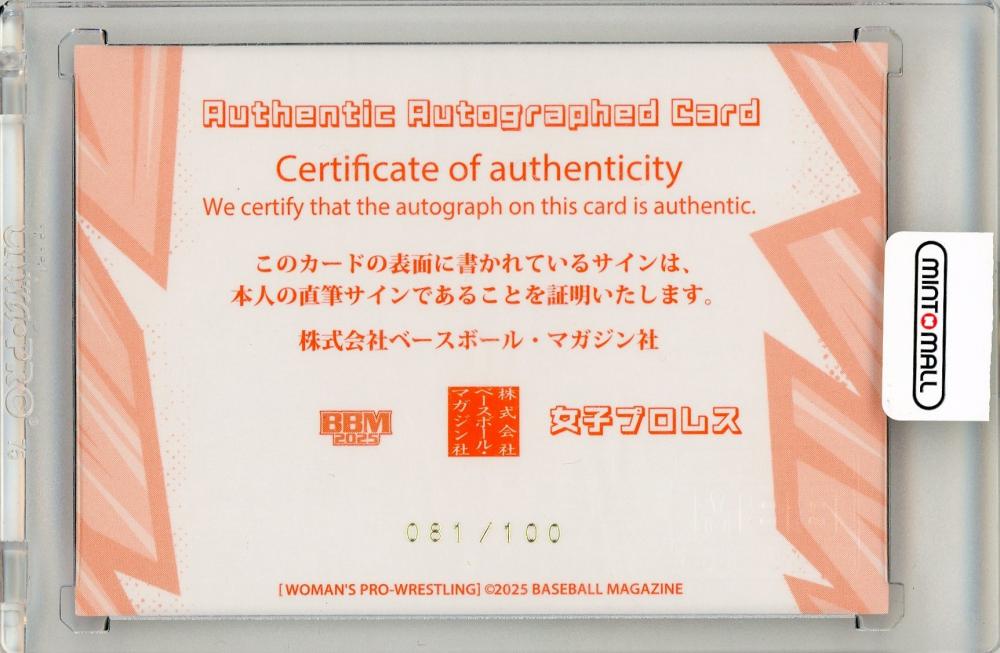 Authentic Autographed Card
Certificate of authenticity
We certify that the autograph on this card is authentic.
このカードの表面に書かれているサインは、
本人の直筆サインであることを証明いたします。
株式会社ベースボール・マガジン社
BBM
2025
株式会社
ベースボール・
マガジン社
女子プロレス
081/100
[WOMAN'S PRO-WRESTLING] ©2025 BASEBALL MAGAZINE
MINTOMALL
ULTRA•PRO®